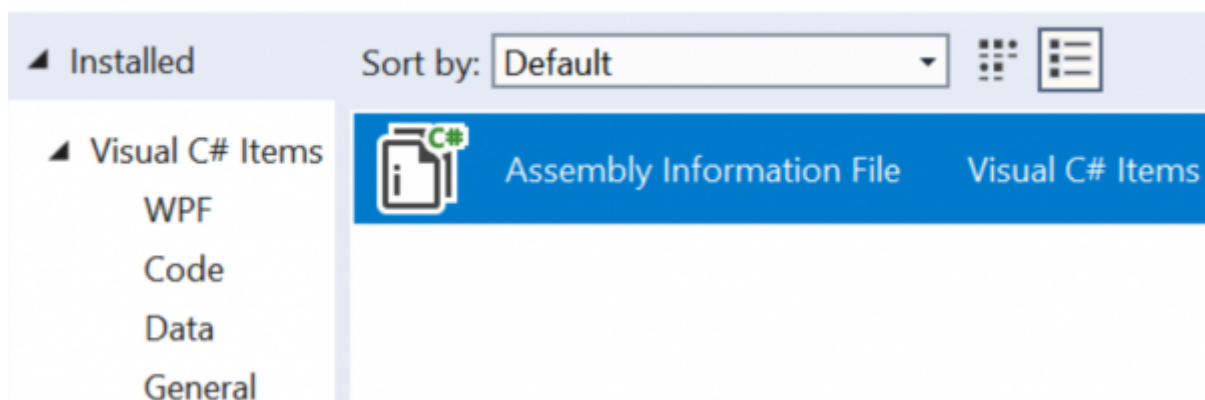 Installed
Sort by: Default
Visual C# Items
WPF
Code
Data
General
C#
i
Assembly Information File Visual C# Items